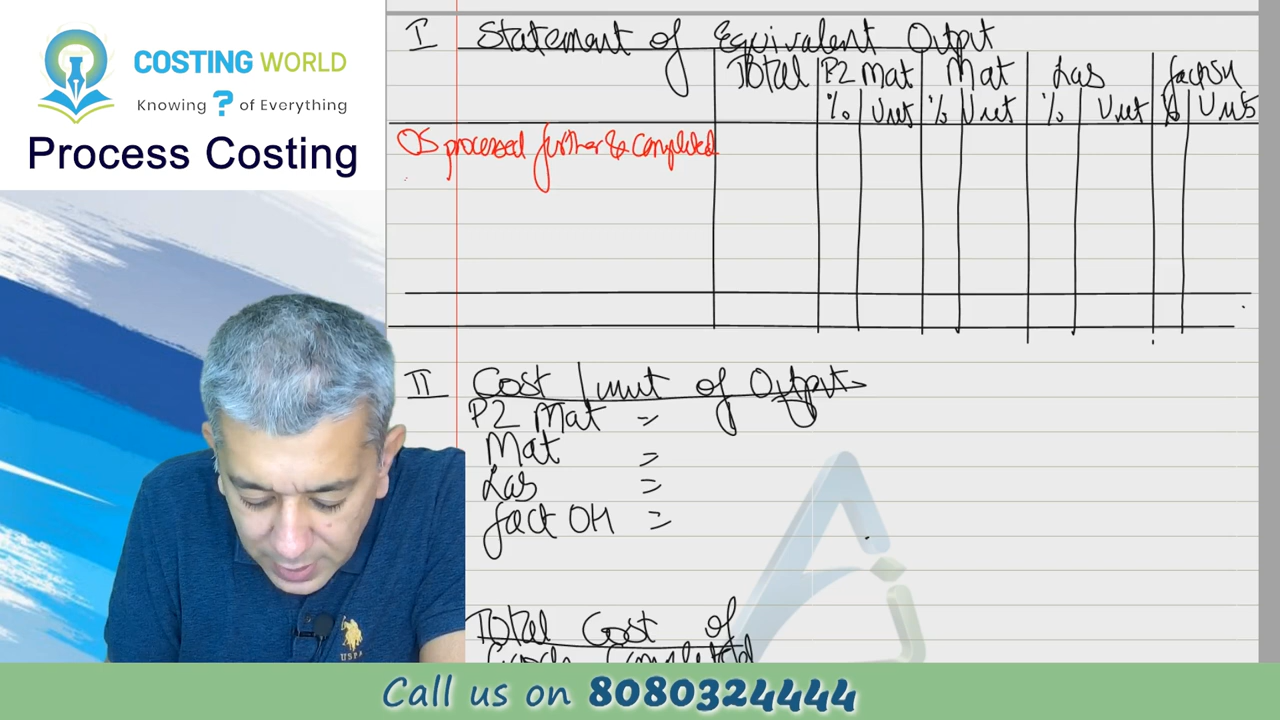 COSTING WORLD
Knowing ? of Everything
Process Costing
I Statement of Equivalent Output
Total P2 Mat Mat Lab Fact OH
% Unit % Unit % Unit % Units
OS processed further & completed
II Cost / unit of Output
P2 Mat =
Mat =
Lab =
fact OH =
Total Cost of
Goods Completed
U.S. P
Call us on 8080324444